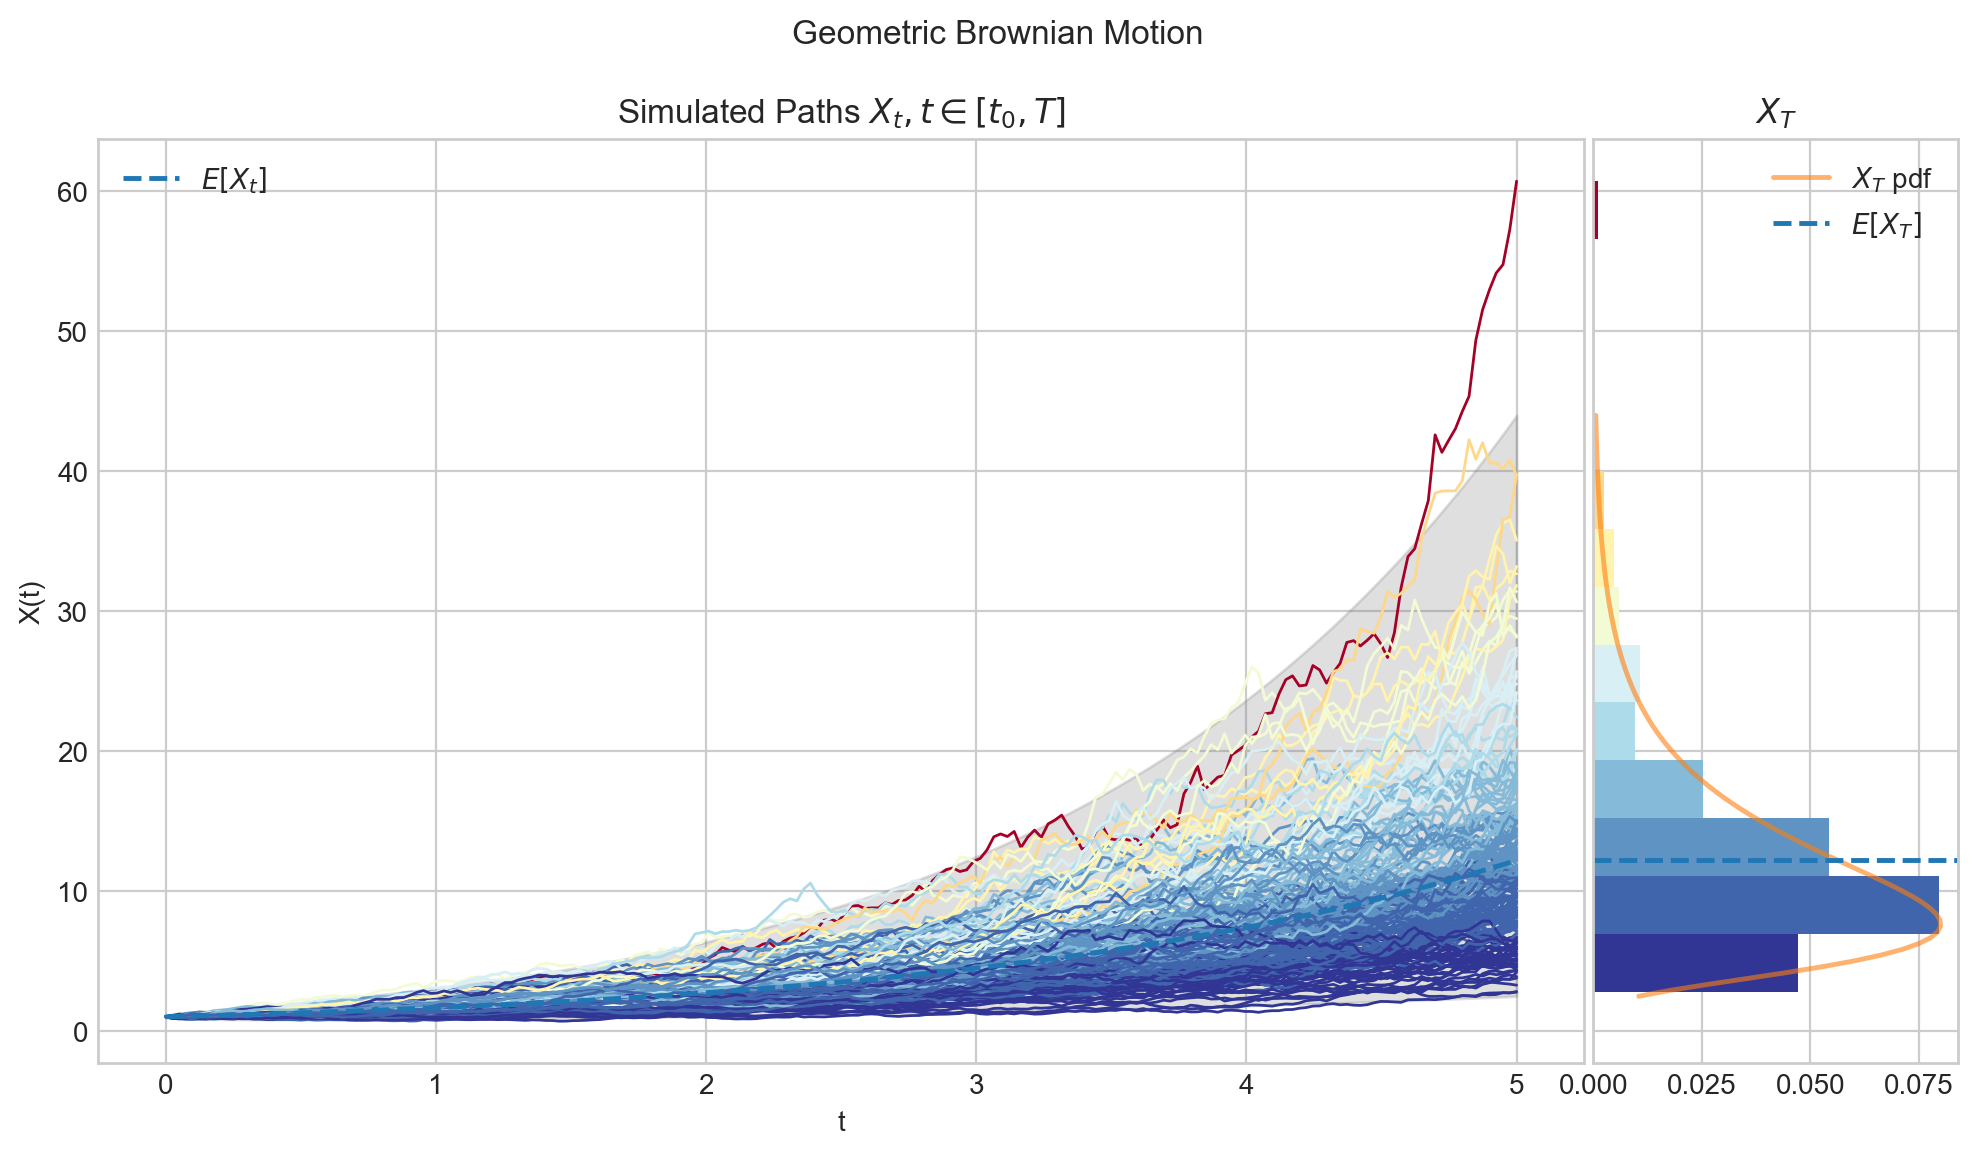 Geometric Brownian Motion
Simulated Paths $X_t, t \in [t_0, T]$
$X_T$
$E[X_t]$
$X_T$ pdf
$E[X_T]$
X(t)
60
50
40
30
20
10
0
0 1 2 3 4 5
0.000 0.025 0.050 0.075
t